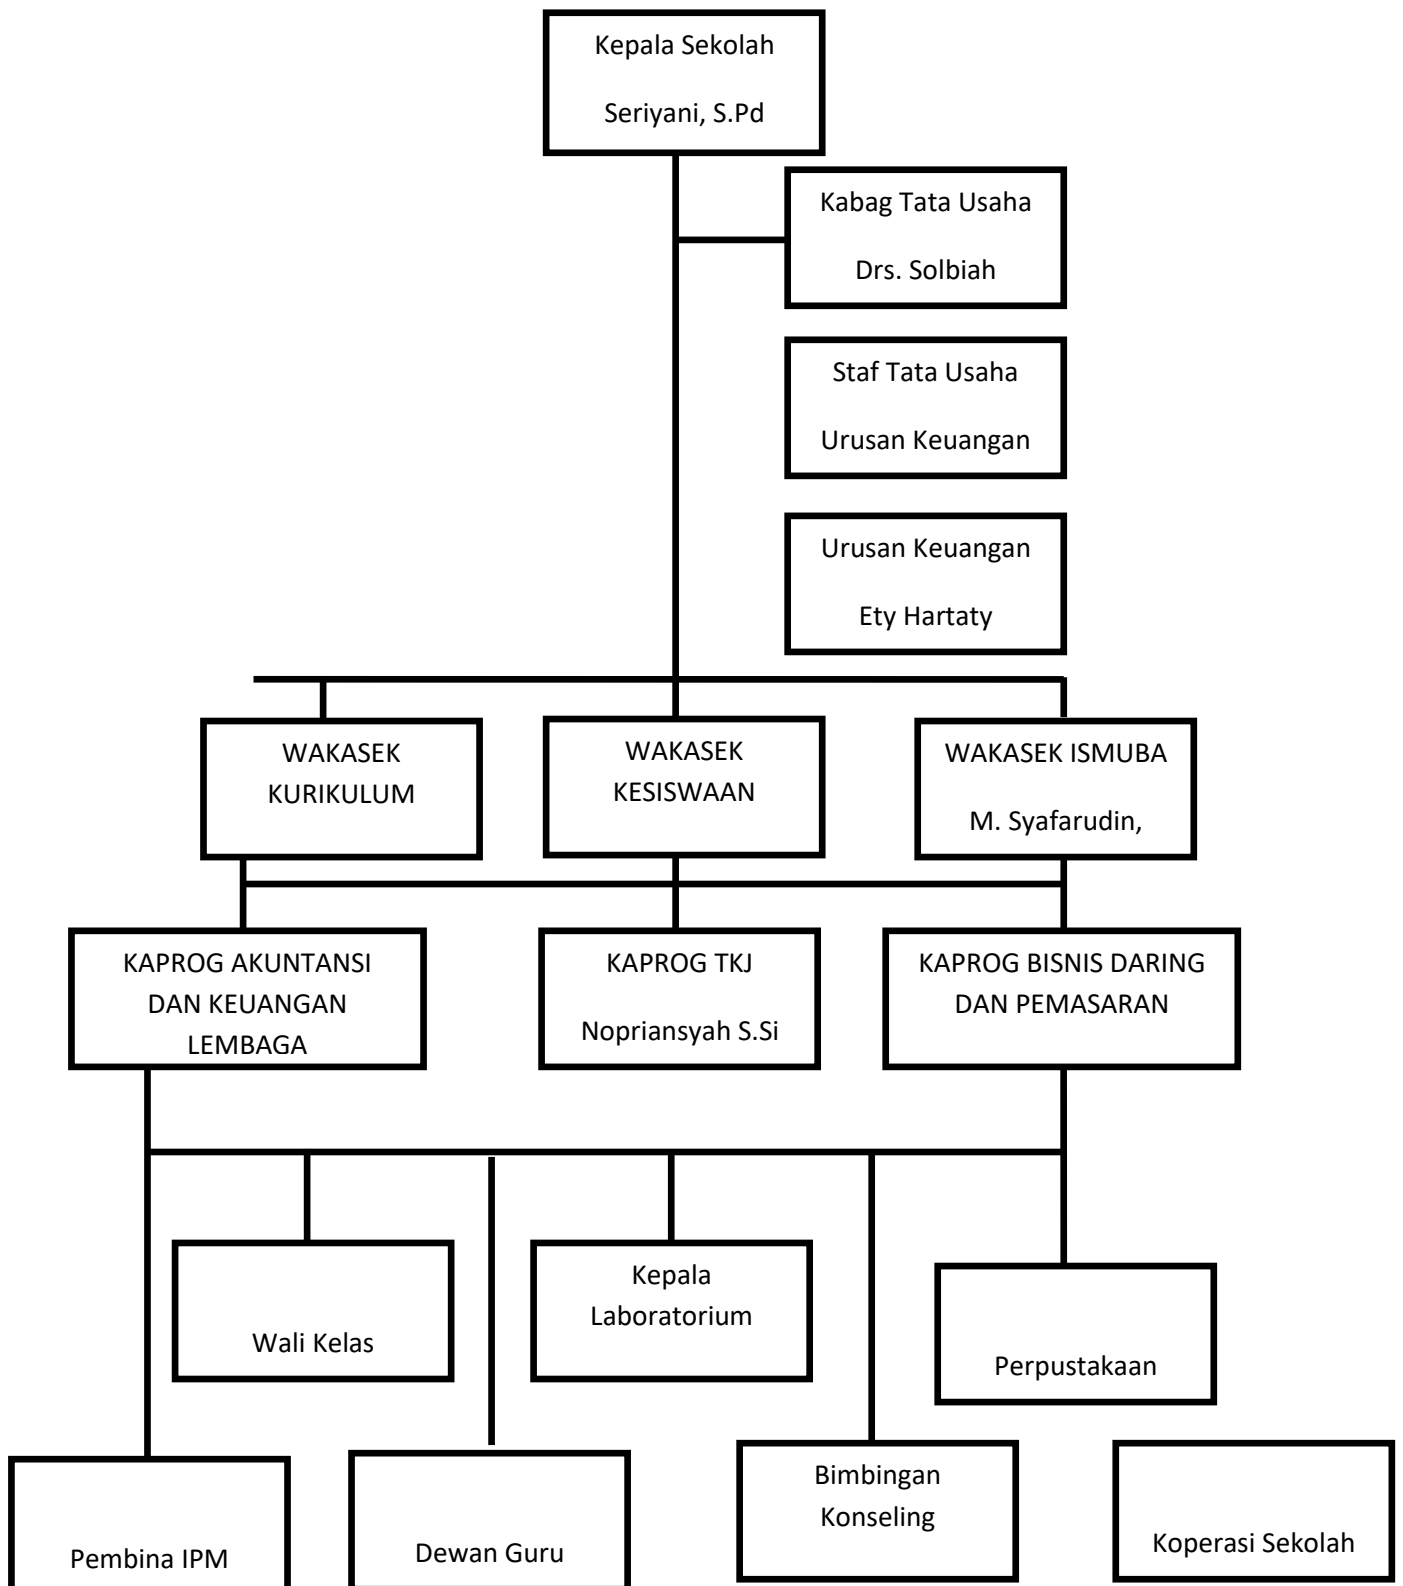 Kepala Sekolah
Seriyani, S.Pd
Kabag Tata Usaha
Drs. Solbiah
Staf Tata Usaha
Urusan Keuangan
Urusan Keuangan
Ety Hartaty
WAKASEK
KURIKULUM
WAKASEK
KESISWAAN
WAKASEK ISMUBA
M. Syafarudin,
KAPROG AKUNTANSI
DAN KEUANGAN
LEMBAGA
KAPROG TKJ
Nopriansyah S.Si
KAPROG BISNIS DARING
DAN PEMASARAN
Wali Kelas
Kepala
Laboratorium
Perpustakaan
Pembina IPM
Dewan Guru
Bimbingan
Konseling
Koperasi Sekolah